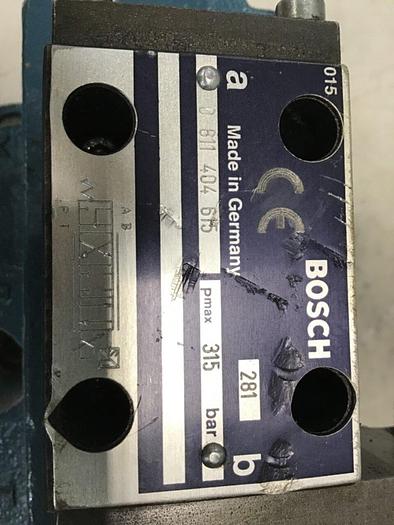 015
BOSCH
281
CE
a Made in Germany b
0 811 404 615 Pmax 315 bar
A B
P T